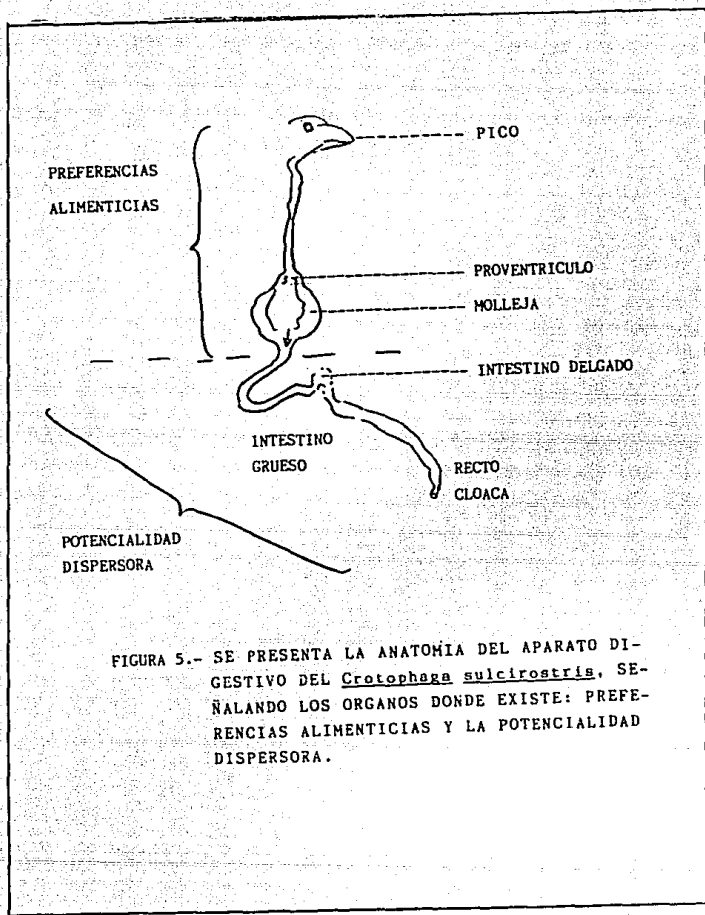 PICO
PREFERENCIAS
ALIMENTICIAS
PROVENTRICULO
MOLLEJA
INTESTINO DELGADO
INTESTINO
GRUESO
RECTO
CLOACA
POTENCIALIDAD
DISPERSORA
FIGURA 5.- SE PRESENTA LA ANATOMIA DEL APARATO DI-
GESTIVO DEL Crotophaga sulcirostris, SE-
ÑALANDO LOS ORGANOS DONDE EXISTE: PREFE-
RENCIAS ALIMENTICIAS Y LA POTENCIALIDAD
DISPERSORA.